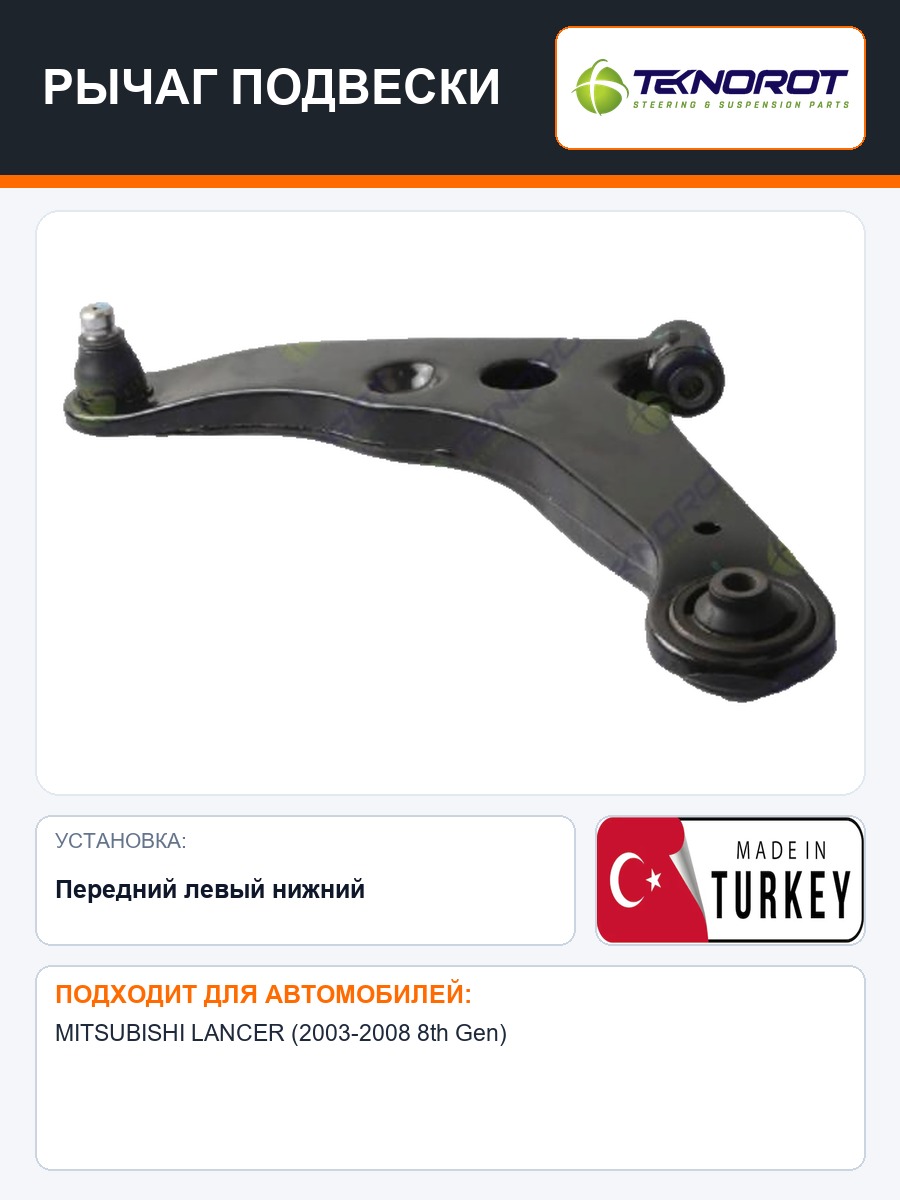 РЫЧАГ ПОДВЕСКИ
TEKNOROT
STEERING & SUSPENSION PARTS
УСТАНОВКА:
Передний левый нижний
MADE IN
TURKEY
ПОДХОДИТ ДЛЯ АВТОМОБИЛЕЙ:
MITSUBISHI LANCER (2003-2008 8th Gen)